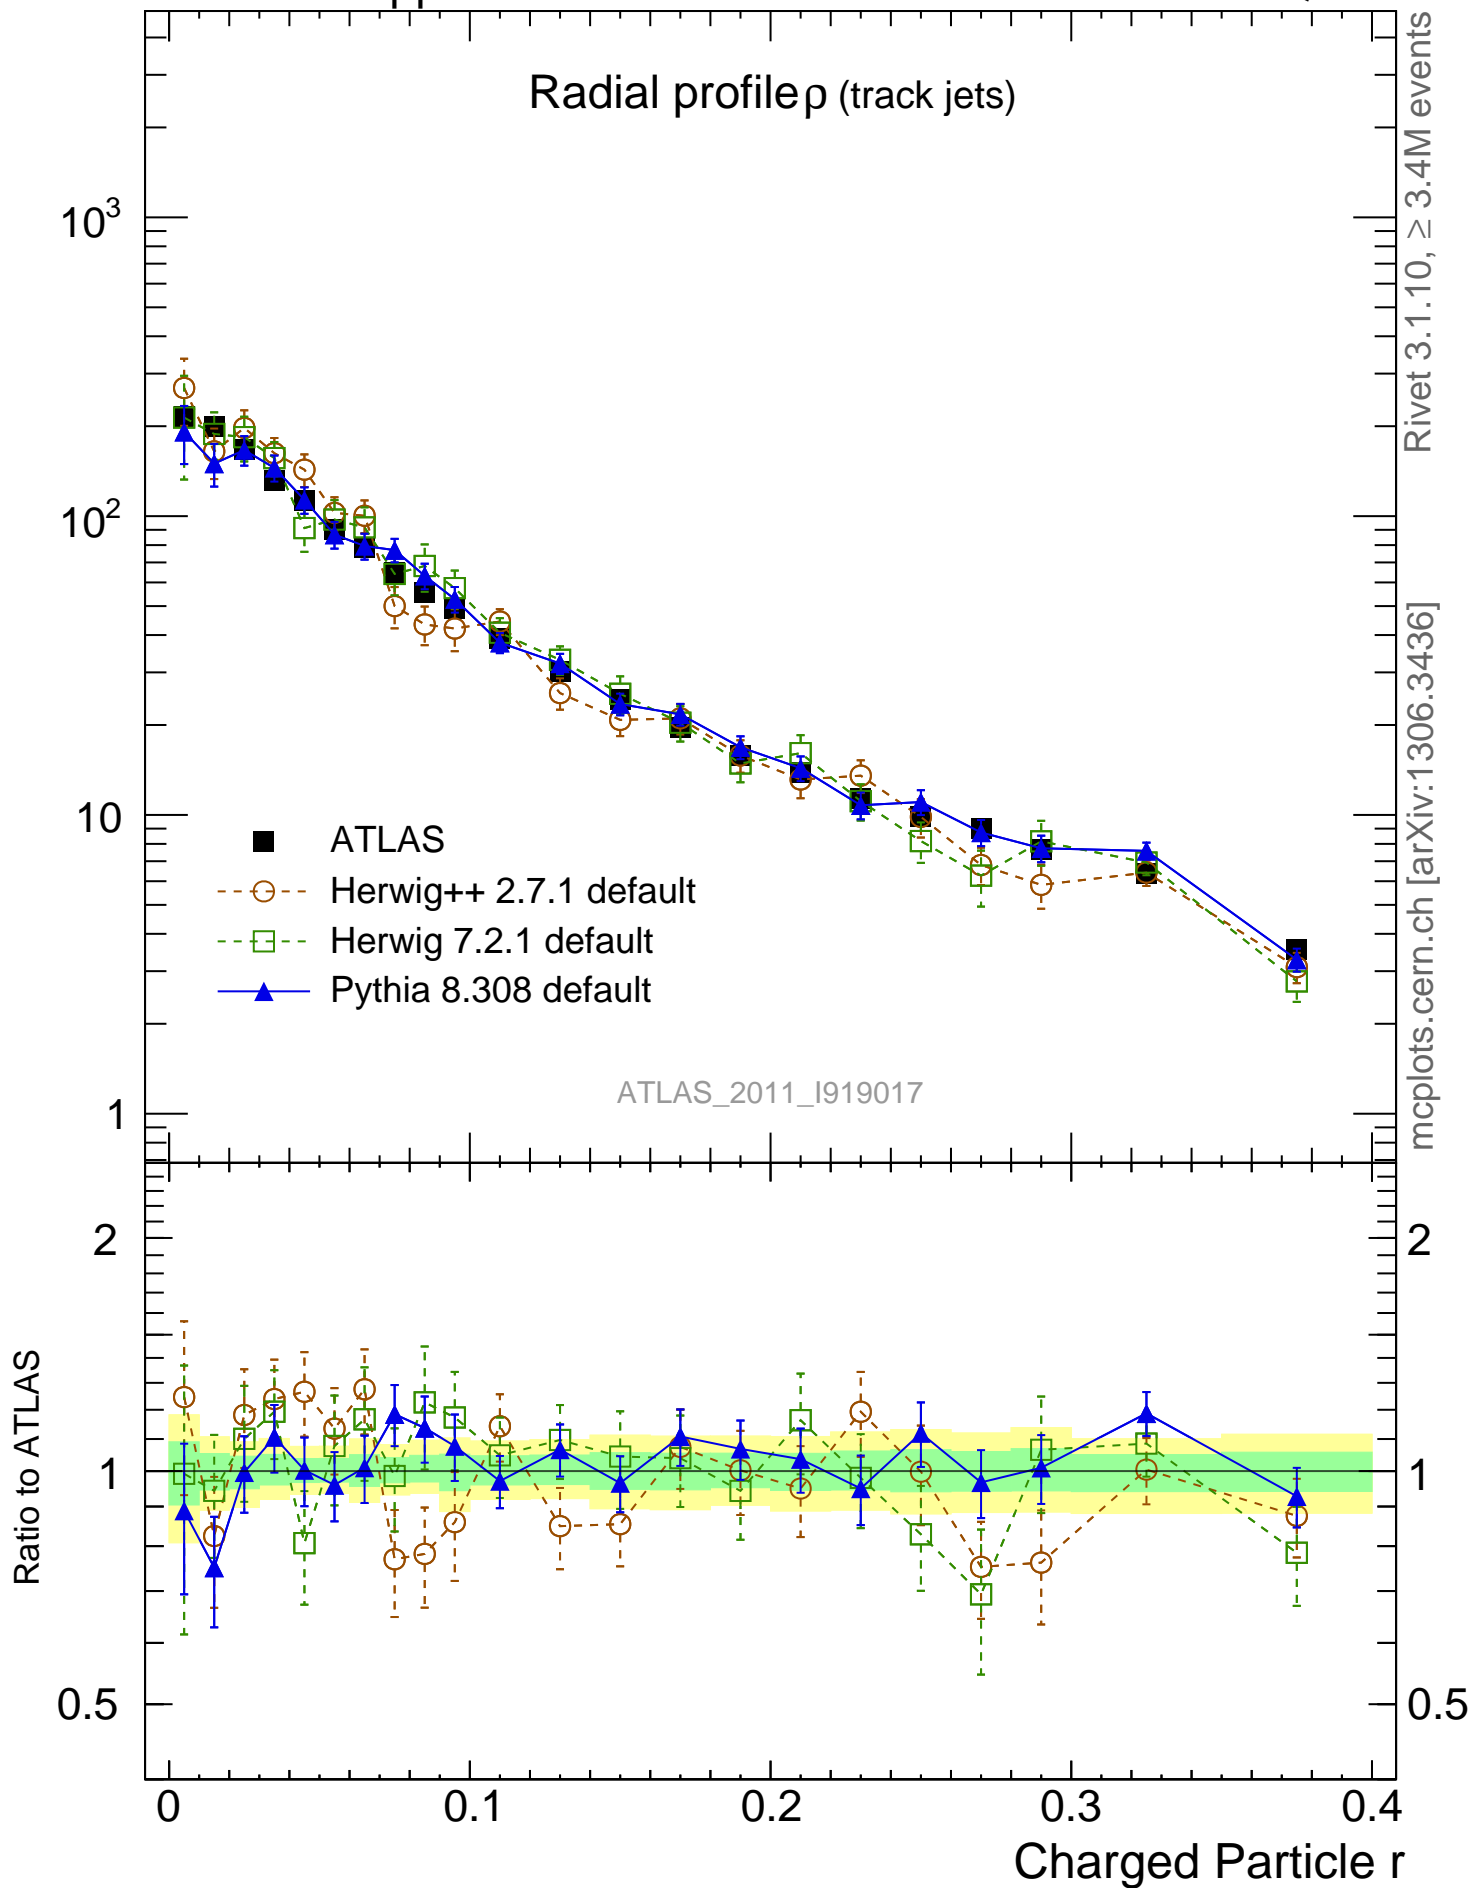 Radial profile ρ (track jets)
10³
10²
10
1
ATLAS
Herwig++ 2.7.1 default
Herwig 7.2.1 default
Pythia 8.308 default
ATLAS_2011_I919017
Rivet 3.1.10, ≥ 3.4M events
mcplots.cern.ch [arXiv:1306.3436]
Ratio to ATLAS
2
1
0.5
2
1
0.5
0 0.1 0.2 0.3 0.4
Charged Particle r